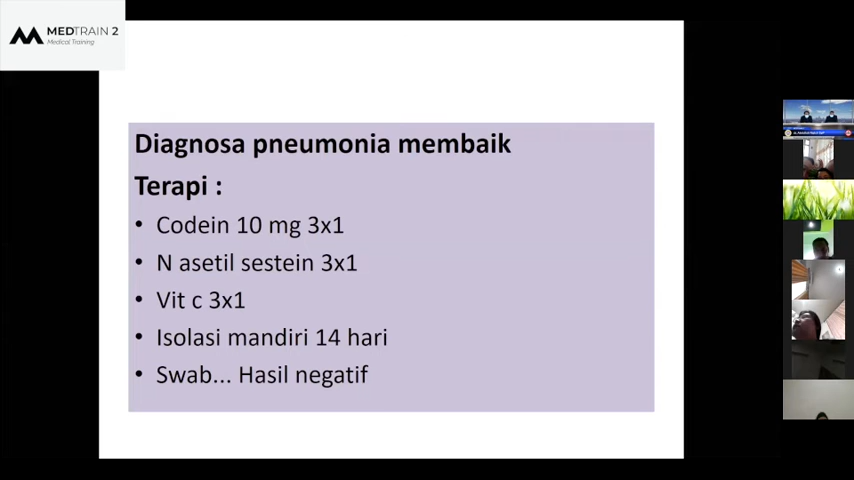 MEDTRAIN 2
Medical Training
Diagnosa pneumonia membaik
Terapi :
• Codein 10 mg 3x1
• N asetil sestein 3x1
• Vit c 3x1
• Isolasi mandiri 14 hari
• Swab... Hasil negatif